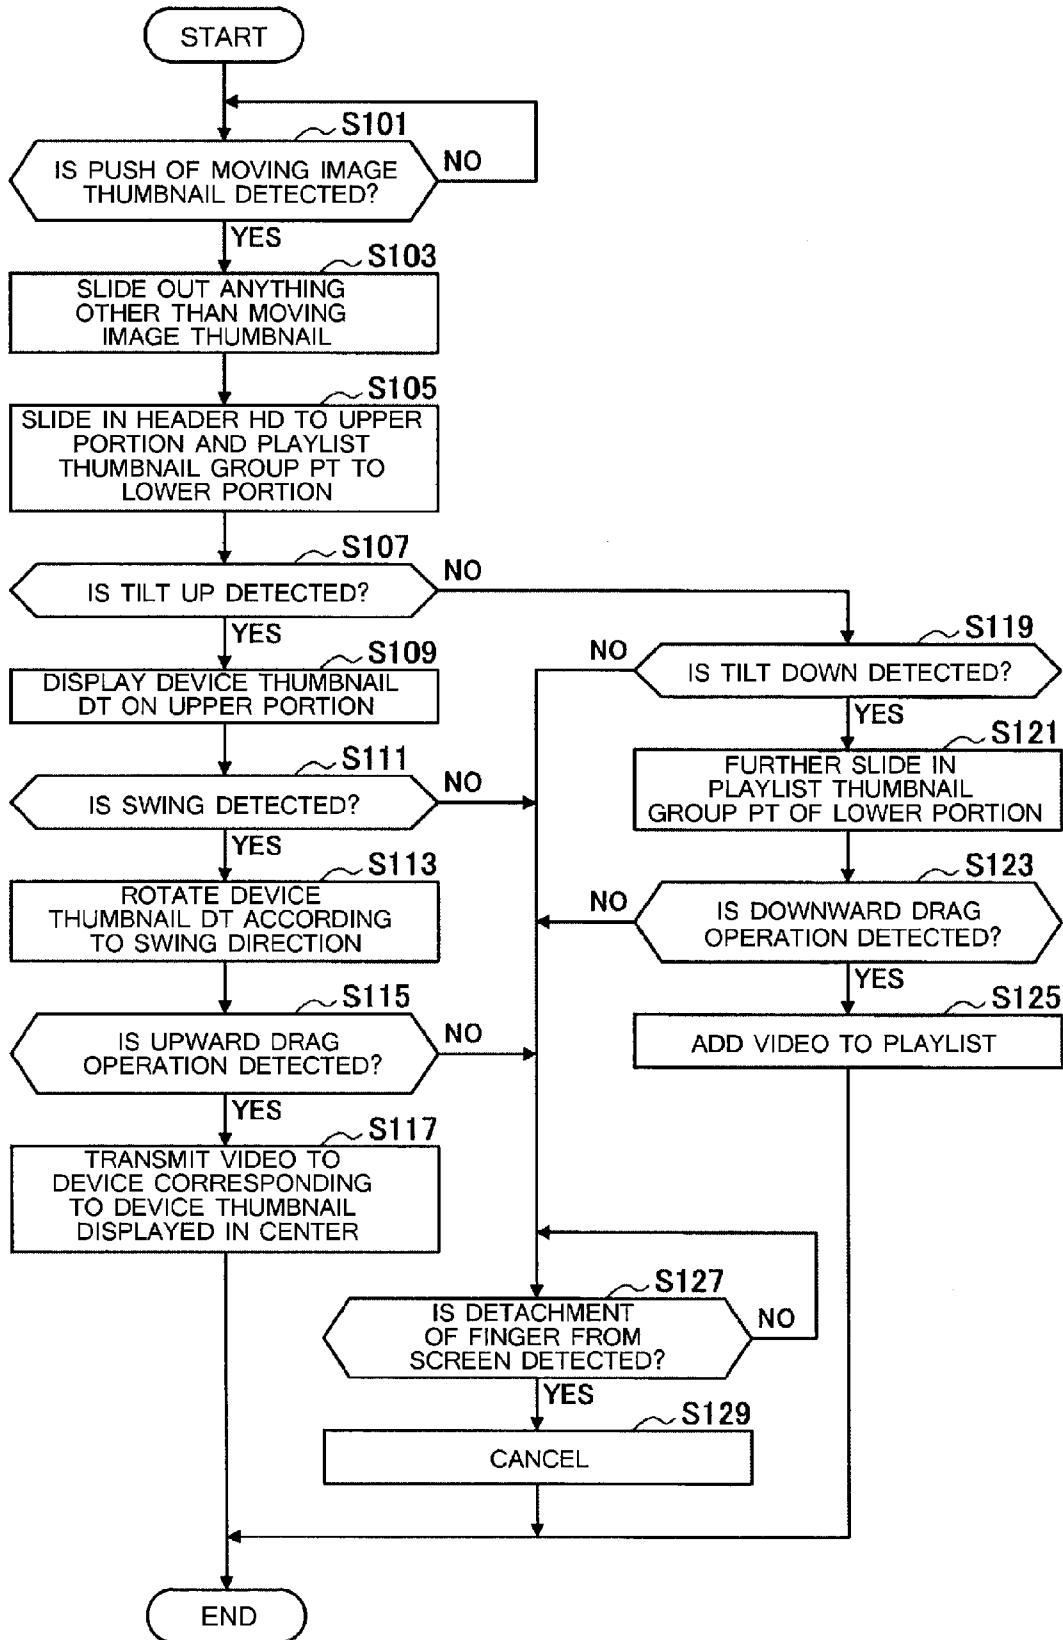 START
S101
IS PUSH OF MOVING IMAGE
THUMBNAIL DETECTED?
NO
YES
S103
SLIDE OUT ANYTHING
OTHER THAN MOVING
IMAGE THUMBNAIL
S105
SLIDE IN HEADER HD TO UPPER
PORTION AND PLAYLIST
THUMBNAIL GROUP PT TO
LOWER PORTION
S107
IS TILT UP DETECTED?
NO
YES
S109
DISPLAY DEVICE THUMBNAIL
DT ON UPPER PORTION
S111
IS SWING DETECTED?
NO
YES
S113
ROTATE DEVICE
THUMBNAIL DT ACCORDING
TO SWING DIRECTION
S115
IS UPWARD DRAG
OPERATION DETECTED?
NO
YES
S117
TRANSMIT VIDEO TO
DEVICE CORRESPONDING
TO DEVICE THUMBNAIL
DISPLAYED IN CENTER
S119
IS TILT DOWN DETECTED?
NO
YES
S121
FURTHER SLIDE IN
PLAYLIST THUMBNAIL
GROUP PT OF LOWER PORTION
S123
IS DOWNWARD DRAG
OPERATION DETECTED?
NO
YES
S125
ADD VIDEO TO PLAYLIST
S127
IS DETACHMENT
OF FINGER FROM
SCREEN DETECTED?
NO
YES
S129
CANCEL
END